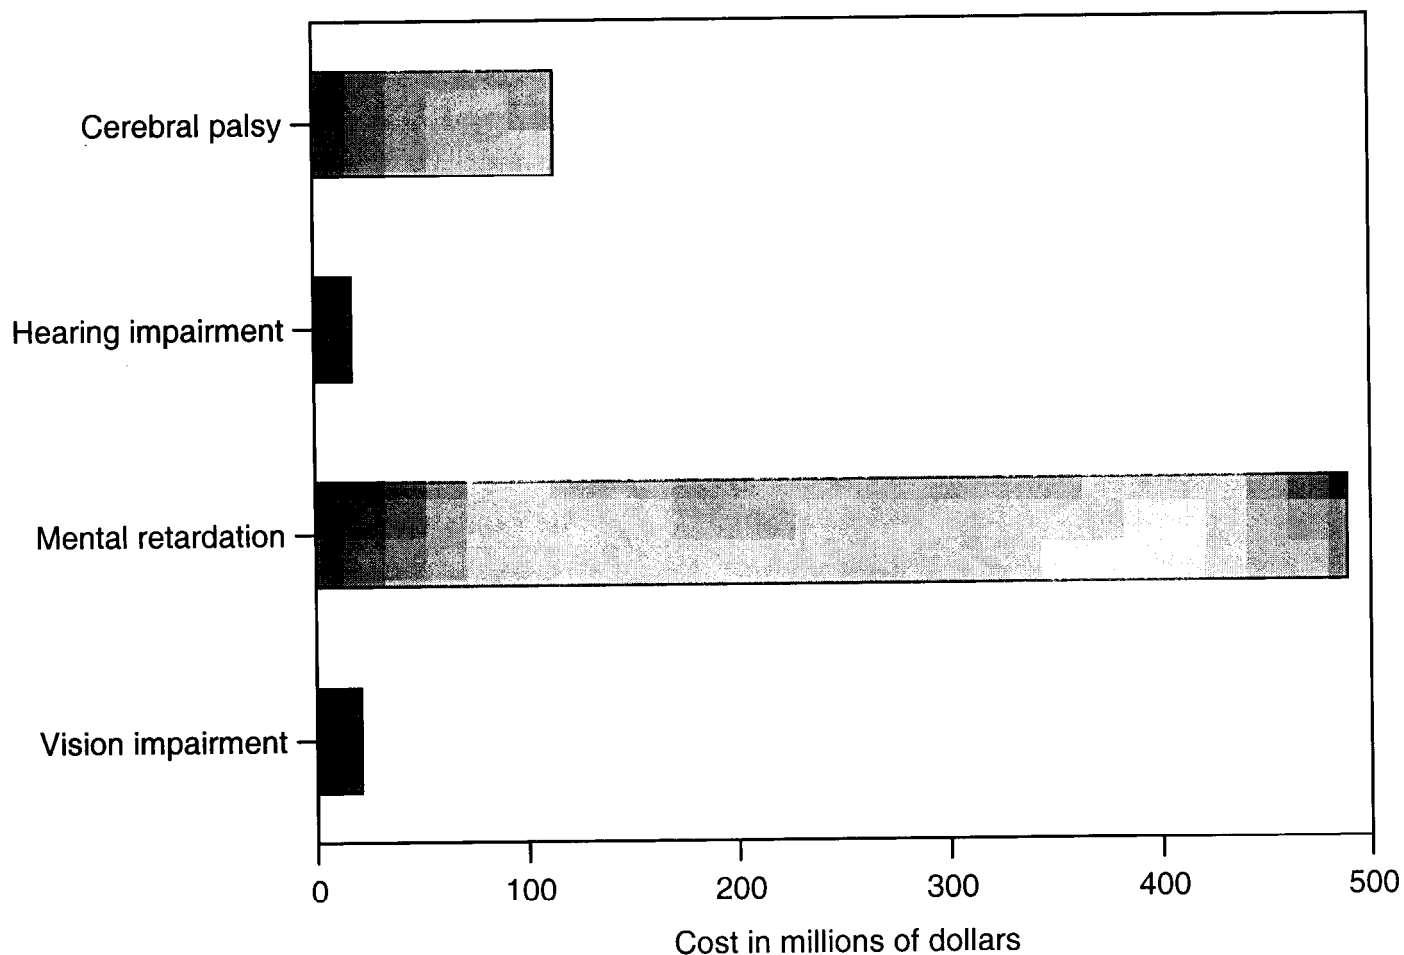 Cerebral palsy
Hearing impairment
Mental retardation
Vision impairment
0 100 200 300 400 500
Cost in millions of dollars